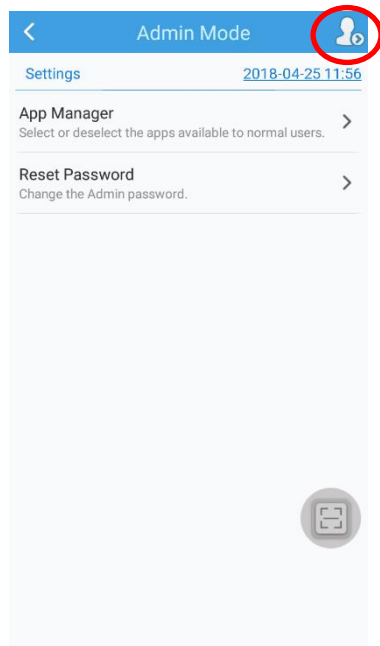 Admin Mode
Settings 2018-04-25 11:56
App Manager
Select or deselect the apps available to normal users.
Reset Password
Change the Admin password.